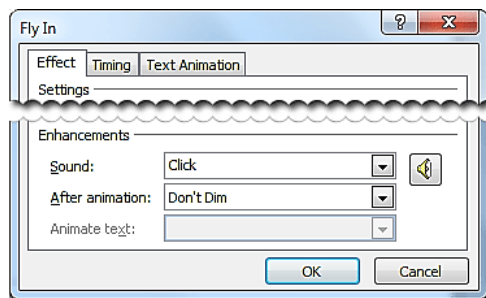 Fly In
?
Effect Timing Text Animation
Settings
Enhancements
Sound: Click
After animation: Don't Dim
Animate text:
OK Cancel